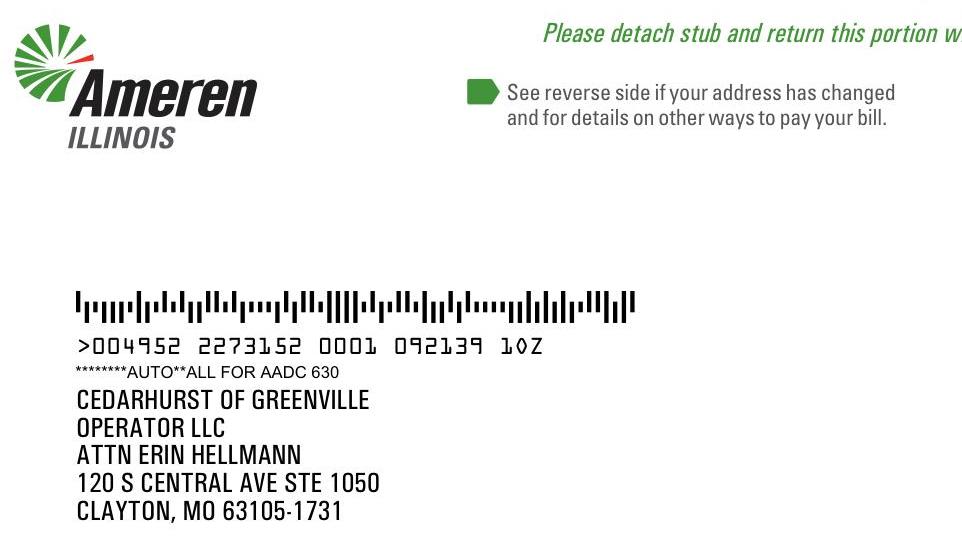 Please detach stub and return this portion w
Ameren
ILLINOIS
See reverse side if your address has changed
and for details on other ways to pay your bill.
>004952 2273152 0001 092139 10Z
********AUTO**ALL FOR AADC 630
CEDARHURST OF GREENVILLE
OPERATOR LLC
ATTN ERIN HELLMANN
120 S CENTRAL AVE STE 1050
CLAYTON, MO 63105-1731